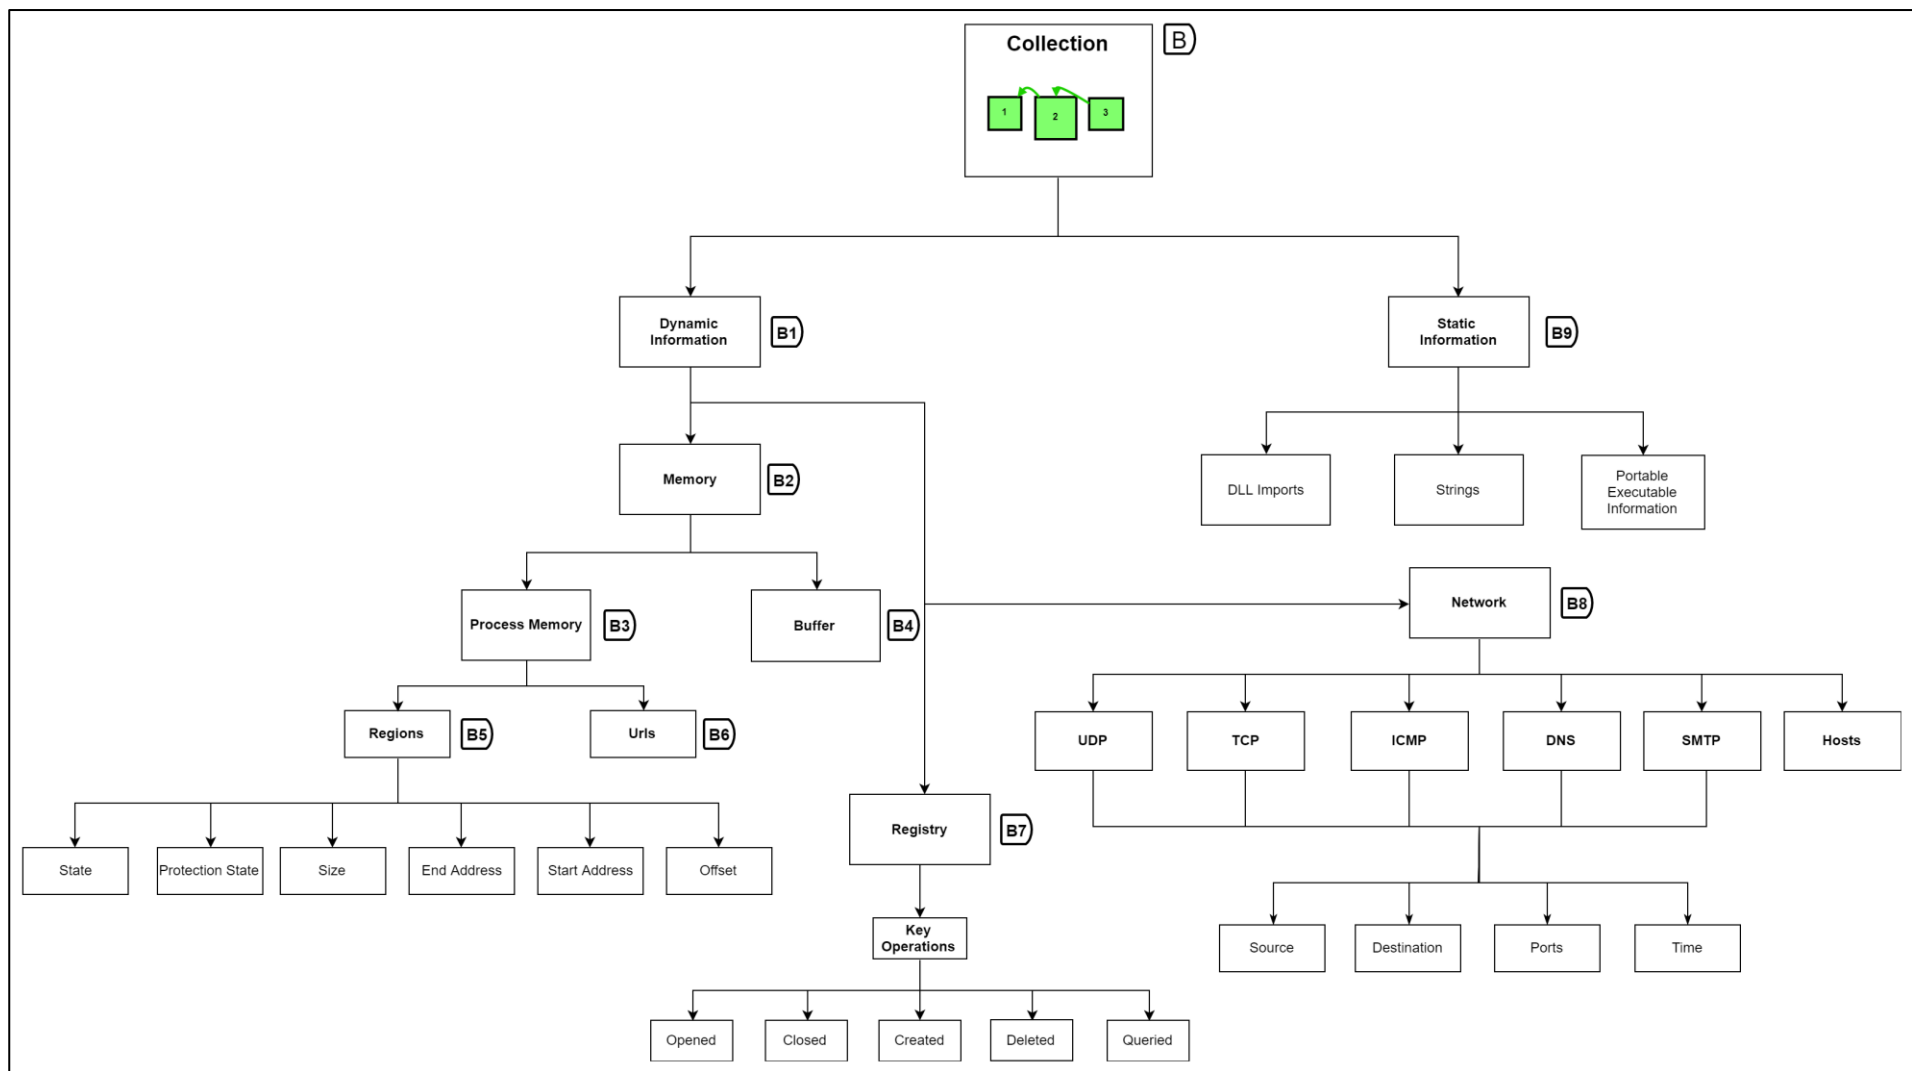 Collection
B
1
2
3
Dynamic
Information
B1
Static
Information
B9
Memory
B2
DLL Imports
Strings
Portable
Executable
Information
Process Memory
B3
Buffer
B4
Network
B8
Regions
B5
Urls
B6
UDP
TCP
ICMP
DNS
SMTP
Hosts
Registry
B7
State
Protection State
Size
End Address
Start Address
Offset
Key
Operations
Source
Destination
Ports
Time
Opened
Closed
Created
Deleted
Queried